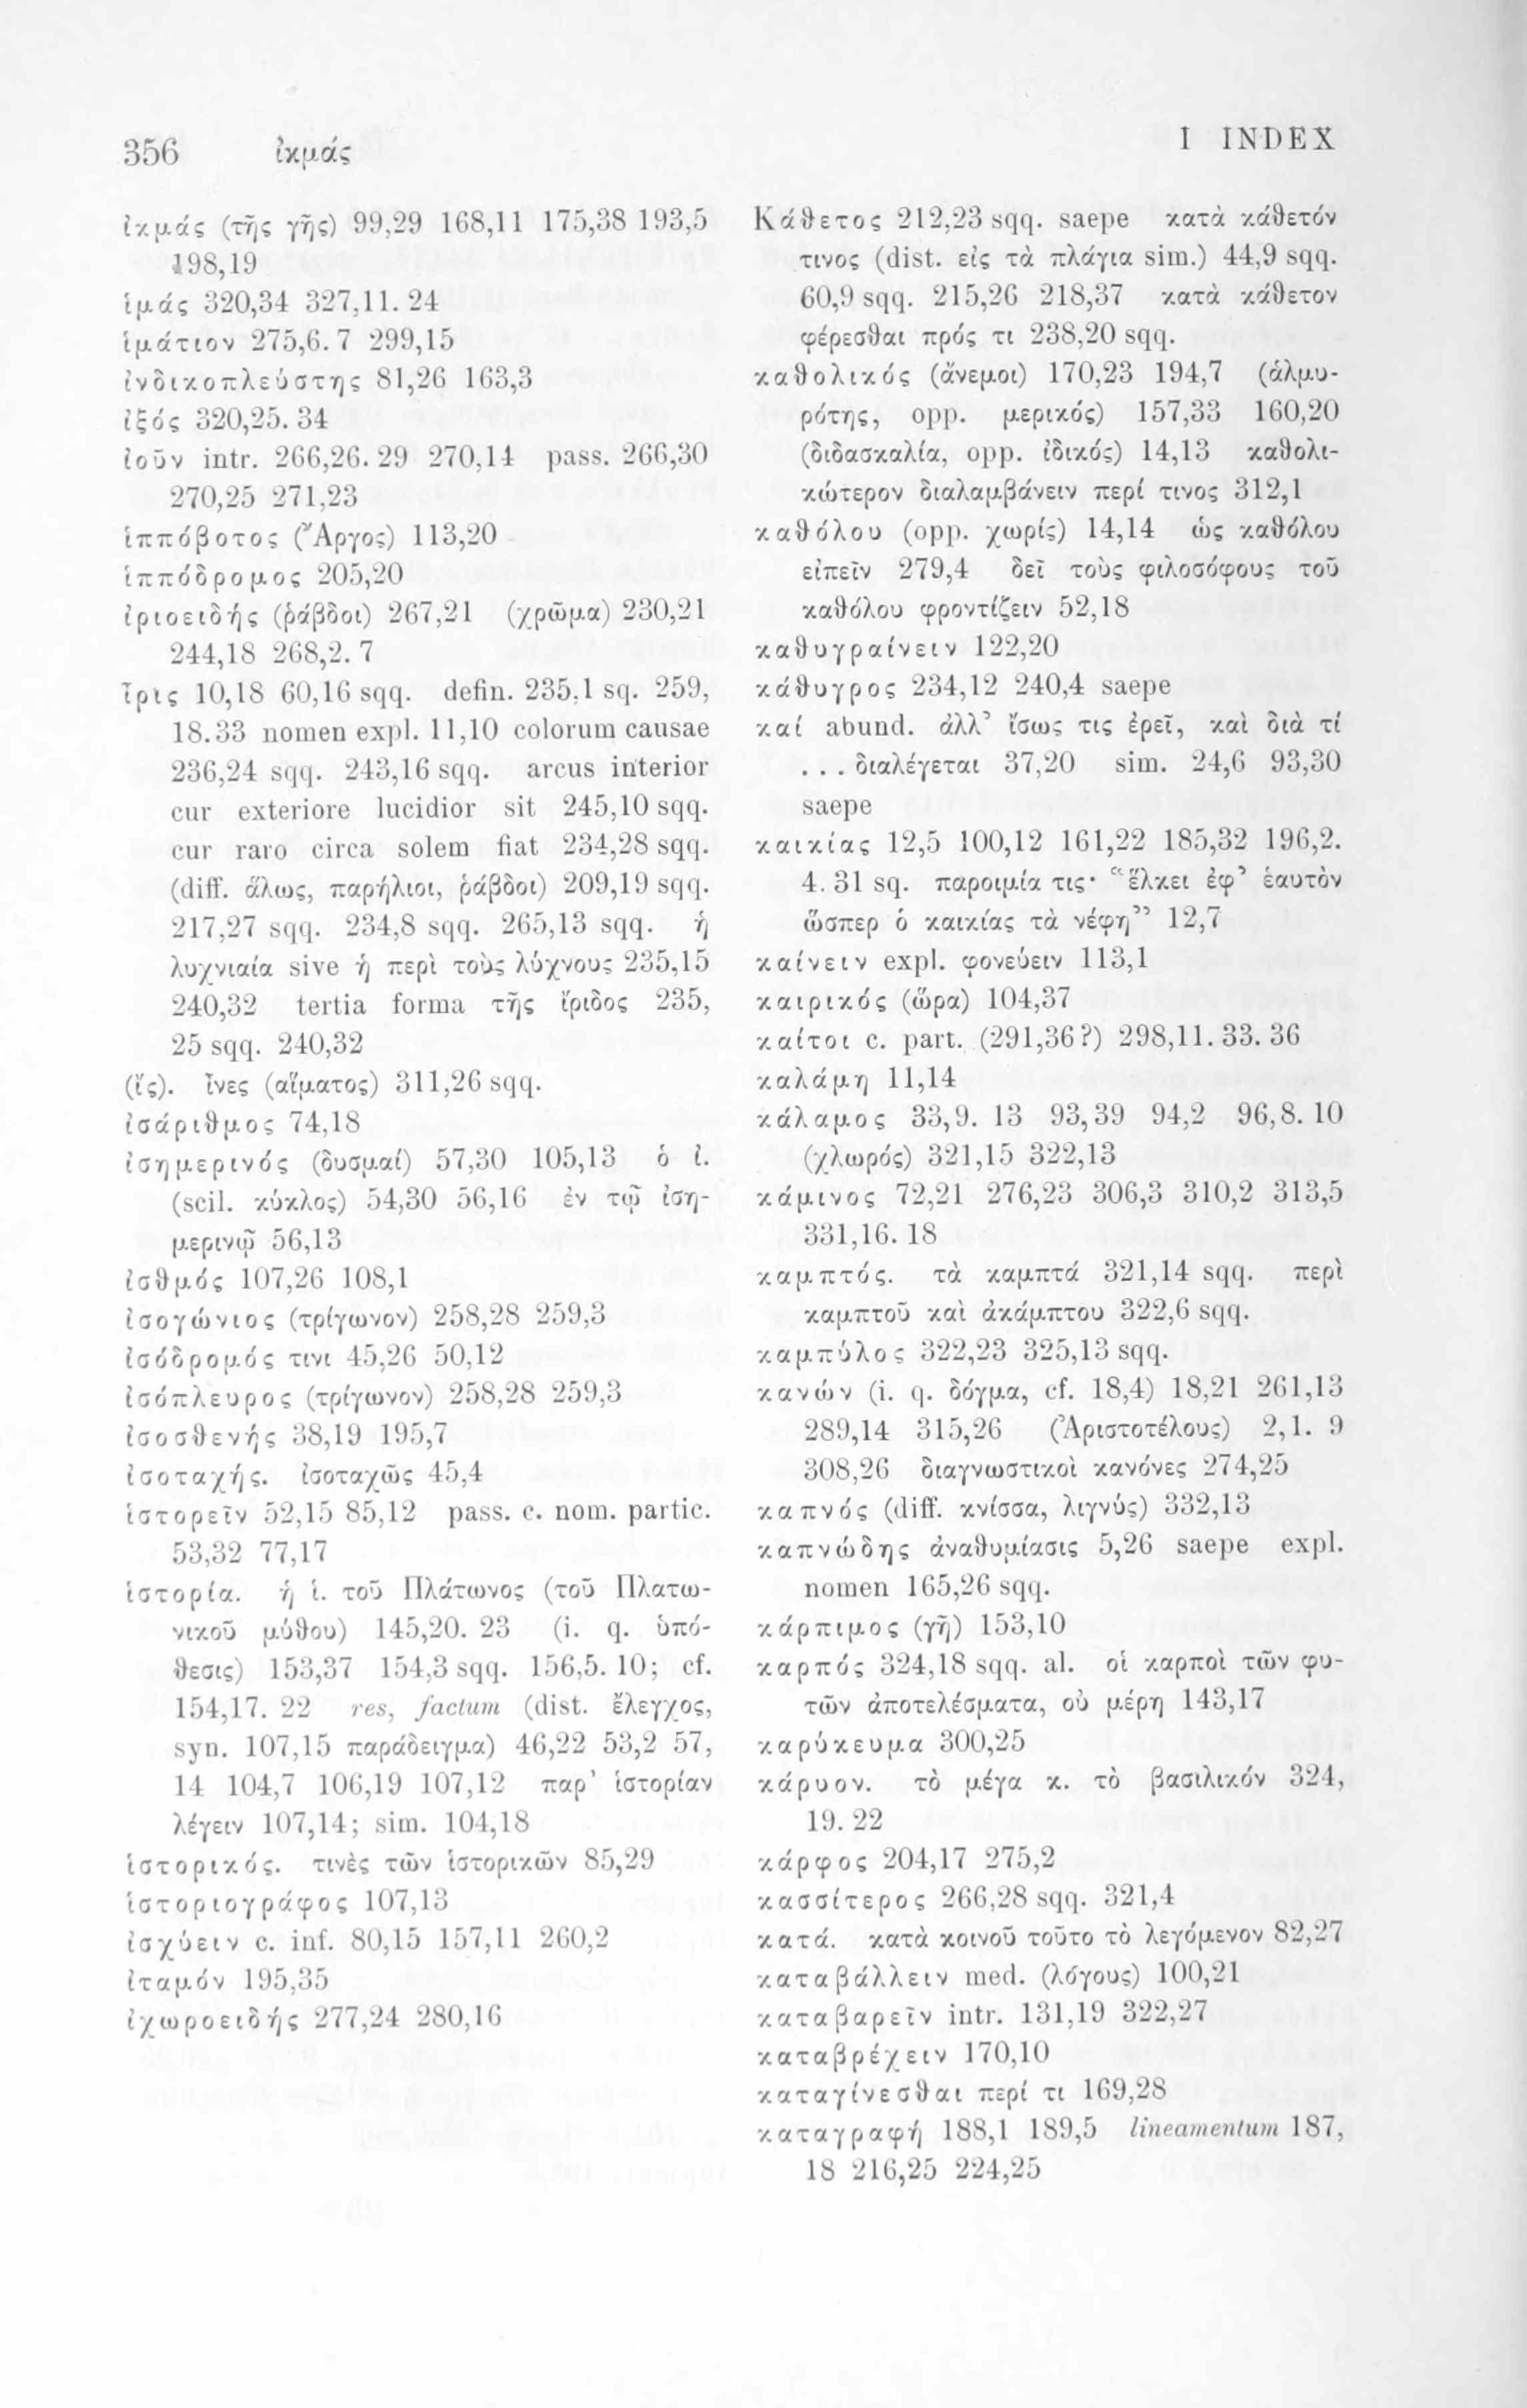 356 ἰκμάς
I INDEX
ἰκμάς (τῆς γῆς) 99,29 168,11 175,38 193,5
198,19
ἱμάς 320,34 327,11. 24
ἱμάτιον 275,6. 7 299,15
ἰνδικοπλεύστης 81,26 163,3
ἰξός 320,25. 34
ἰοῦν intr. 266,26. 29 270,14 pass. 266,30
270,25 271,23
ἱππόβοτος (Ἄργος) 113,20
ἱππόδρομος 205,20
ἰριοειδής (ῥάβδοι) 267,21 (χρῶμα) 230,21
244,18 268,2. 7
ἶρις 10,18 60,16 sqq. defin. 235,1 sq. 259,
18. 33 nomen expl. 11,10 colorum causae
236,24 sqq. 243,16 sqq. arcus interior
cur exteriore lucidior sit 245,10 sqq.
cur raro circa solem fiat 234,28 sqq.
(diff. ἅλως, παρήλιοι, ῥάβδοι) 209,19 sqq.
217,27 sqq. 234,8 sqq. 265,13 sqq. ἡ
λυχνιαία sive ἡ περὶ τοὺς λύχνους 235,15
240,32 tertia forma τῆς ἴριδος 235,
25 sqq. 240,32
(ἴς). ἶνες (αἵματος) 311,26 sqq.
ἰσάριθμος 74,18
ἰσημερινός (δυσμαί) 57,30 105,13 ὁ ἰ.
(scil. κύκλος) 54,30 56,16 ἐν τῷ ἰση-
μερινῷ 56,13
ἰσθμός 107,26 108,1
ἰσογώνιος (τρίγωνον) 258,28 259,3
ἰσόδρομός τινι 45,26 50,12
ἰσόπλευρος (τρίγωνον) 258,28 259,3
ἰσοσθενής 38,19 195,7
ἰσοταχής. ἰσοταχῶς 45,4
ἱστορεῖν 52,15 85,12 pass. c. nom. partic.
53,32 77,17
ἱστορία. ἡ ἱ. τοῦ Πλάτωνος (τοῦ Πλατω-
νικοῦ μύθου) 145,20. 23 (i. q. ὑπό-
θεσις) 153,37 154,3 sqq. 156,5. 10; cf.
154,17. 22 res, factum (dist. ἔλεγχος,
syn. 107,15 παράδειγμα) 46,22 53,2 57,
14 104,7 106,19 107,12 παρ’ ἱστορίαν
λέγειν 107,14; sim. 104,18
ἱστορικός. τινὲς τῶν ἱστορικῶν 85,29
ἱστοριογράφος 107,13
ἰσχύειν c. inf. 80,15 157,11 260,2
ἰταμόν 195,35
ἰχωροειδής 277,24 280,16
Κάθετος 212,23 sqq. saepe κατὰ κάθετόν
τινος (dist. εἰς τὰ πλάγια sim.) 44,9 sqq.
60,9 sqq. 215,26 218,37 κατὰ κάθετον
φέρεσθαι πρός τι 238,20 sqq.
καθολικός (ἄνεμοι) 170,23 194,7 (ἁλμυ-
ρότης, opp. μερικός) 157,33 160,20
(διδασκαλία, opp. ἰδικός) 14,13 καθολι-
κώτερον διαλαμβάνειν περί τινος 312,1
καθόλου (opp. χωρίς) 14,14 ὡς καθόλου
εἰπεῖν 279,4 δεῖ τοὺς φιλοσόφους τοῦ
καθόλου φροντίζειν 52,18
καθυγραίνειν 122,20
κάθυγρος 234,12 240,4 saepe
καί abund. ἀλλ’ ἴσως τις ἐρεῖ, καὶ διὰ τί
... διαλέγεται 37,20 sim. 24,6 93,30
saepe
καικίας 12,5 100,12 161,22 185,32 196,2.
4. 31 sq. παροιμία τις· “ἕλκει ἐφ’ ἑαυτὸν
ὥσπερ ὁ καικίας τὰ νέφη” 12,7
καίνειν expl. φονεύειν 113,1
καιρικός (ὥρα) 104,37
καίτοι c. part. (291,36?) 298,11. 33. 36
καλάμη 11,14
κάλαμος 33,9. 13 93,39 94,2 96,8. 10
(χλωρός) 321,15 322,13
κάμινος 72,21 276,23 306,3 310,2 313,5
331,16. 18
καμπτός. τὰ καμπτά 321,14 sqq. περὶ
καμπτοῦ καὶ ἀκάμπτου 322,6 sqq.
καμπύλος 322,23 325,13 sqq.
κανών (i. q. δόγμα, cf. 18,4) 18,21 261,13
289,14 315,26 (Ἀριστοτέλους) 2,1. 9
308,26 διαγνωστικοὶ κανόνες 274,25
καπνός (diff. κνίσσα, λιγνύς) 332,13
καπνώδης ἀναθυμίασις 5,26 saepe expl.
nomen 165,26 sqq.
κάρπιμος (γῆ) 153,10
καρπός 324,18 sqq. al. οἱ καρποὶ τῶν φυ-
τῶν ἀποτελέσματα, οὐ μέρη 143,17
καρύκευμα 300,25
κάρυον. τὸ μέγα κ. τὸ βασιλικόν 324,
19. 22
κάρφος 204,17 275,2
κασσίτερος 266,28 sqq. 321,4
κατά. κατὰ κοινοῦ τοῦτο τὸ λεγόμενον 82,27
καταβάλλειν med. (λόγους) 100,21
καταβαρεῖν intr. 131,19 322,27
καταβρέχειν 170,10
καταγίνεσθαι περί τι 169,28
καταγραφή 188,1 189,5 lineamentum 187,
18 216,25 224,25